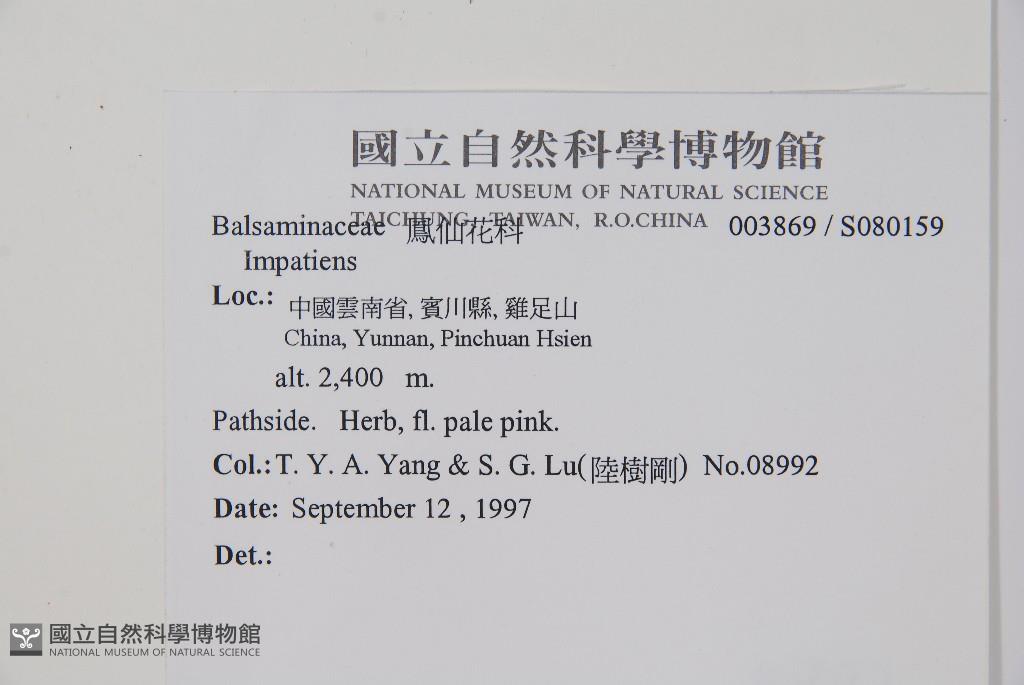 國立自然科學博物館
NATIONAL MUSEUM OF NATURAL SCIENCE
TAICHUNG, TAIWAN, R.O.CHINA
Balsaminaceae 鳳仙花科 003869 / S080159
Impatiens
Loc.: 中國雲南省, 賓川縣, 雞足山
China, Yunnan, Pinchuan Hsien
alt. 2,400 m.
Pathside. Herb, fl. pale pink.
Col.: T. Y. A. Yang & S. G. Lu(陸樹剛) No.08992
Date: September 12 , 1997
Det.:
國立自然科學博物館
NATIONAL MUSEUM OF NATURAL SCIENCE